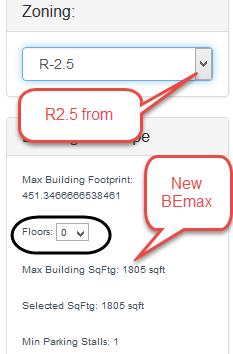 Zoning:
R-2.5
R2.5 from
pe
Max Building Footprint:
451.3466666538461
New
BEmax
Floors: 0
Max Building SqFtg: 1805 sqft
Selected SqFtg: 1805 sqft
Min Parking Stalls: 1